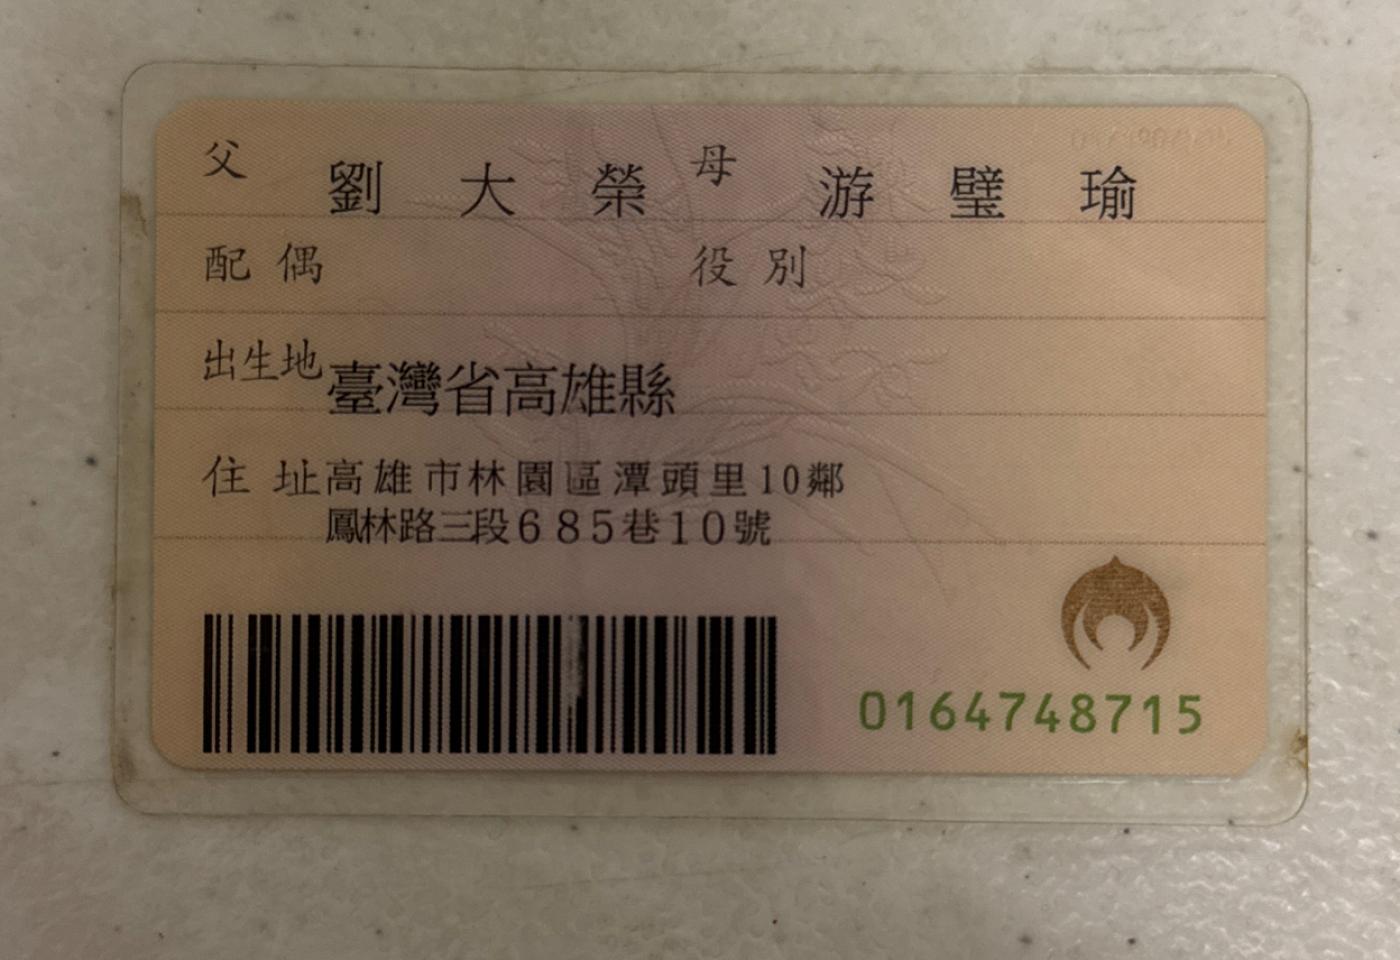 父 劉大榮 母 游璧瑜
配偶 役別
出生地 臺灣省高雄縣
住址 高雄市林園區潭頭里10鄰
鳳林路三段685巷10號
0164748715